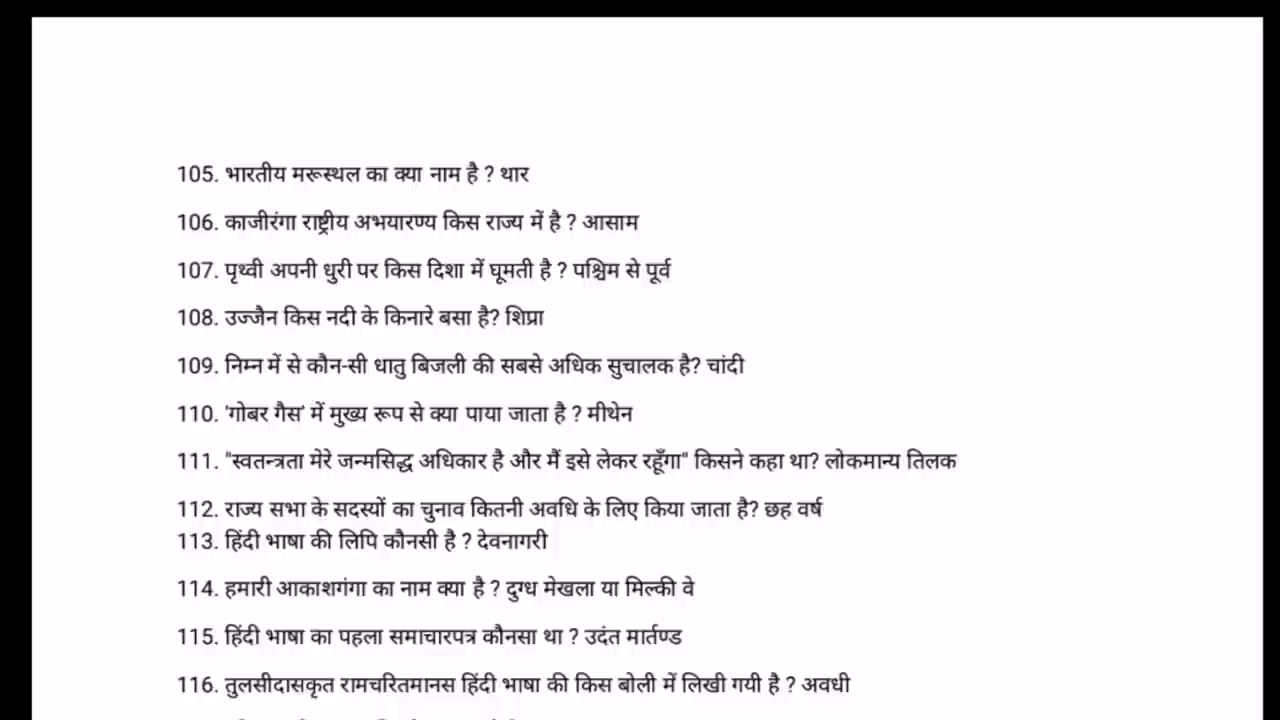 105. भारतीय मरूस्थल का क्या नाम है ? थार
106. काजीरंगा राष्ट्रीय अभयारण्य किस राज्य में है ? आसाम
107. पृथ्वी अपनी धुरी पर किस दिशा में घूमती है ? पश्चिम से पूर्व
108. उज्जैन किस नदी के किनारे बसा है? शिप्रा
109. निम्न में से कौन-सी धातु बिजली की सबसे अधिक सुचालक है? चांदी
110. 'गोबर गैस' में मुख्य रूप से क्या पाया जाता है ? मीथेन
111. "स्वतन्त्रता मेरे जन्मसिद्ध अधिकार है और मैं इसे लेकर रहूँगा" किसने कहा था? लोकमान्य तिलक
112. राज्य सभा के सदस्यों का चुनाव कितनी अवधि के लिए किया जाता है? छह वर्ष
113. हिंदी भाषा की लिपि कौनसी है ? देवनागरी
114. हमारी आकाशगंगा का नाम क्या है ? दुग्ध मेखला या मिल्की वे
115. हिंदी भाषा का पहला समाचारपत्र कौनसा था ? उदंत मार्तण्ड
116. तुलसीदासकृत रामचरितमानस हिंदी भाषा की किस बोली में लिखी गयी है ? अवधी